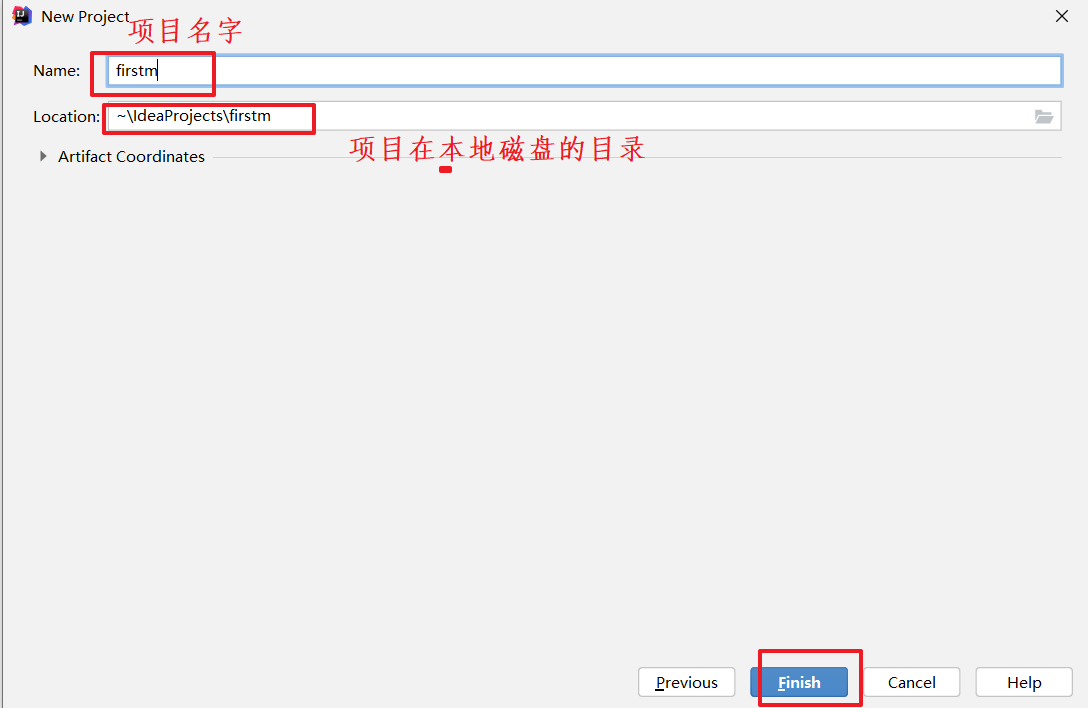 New Project
项目名字
Name: firstm
Location: ~\IdeaProjects\firstm
项目在本地磁盘的目录
Artifact Coordinates
Previous Finish Cancel Help